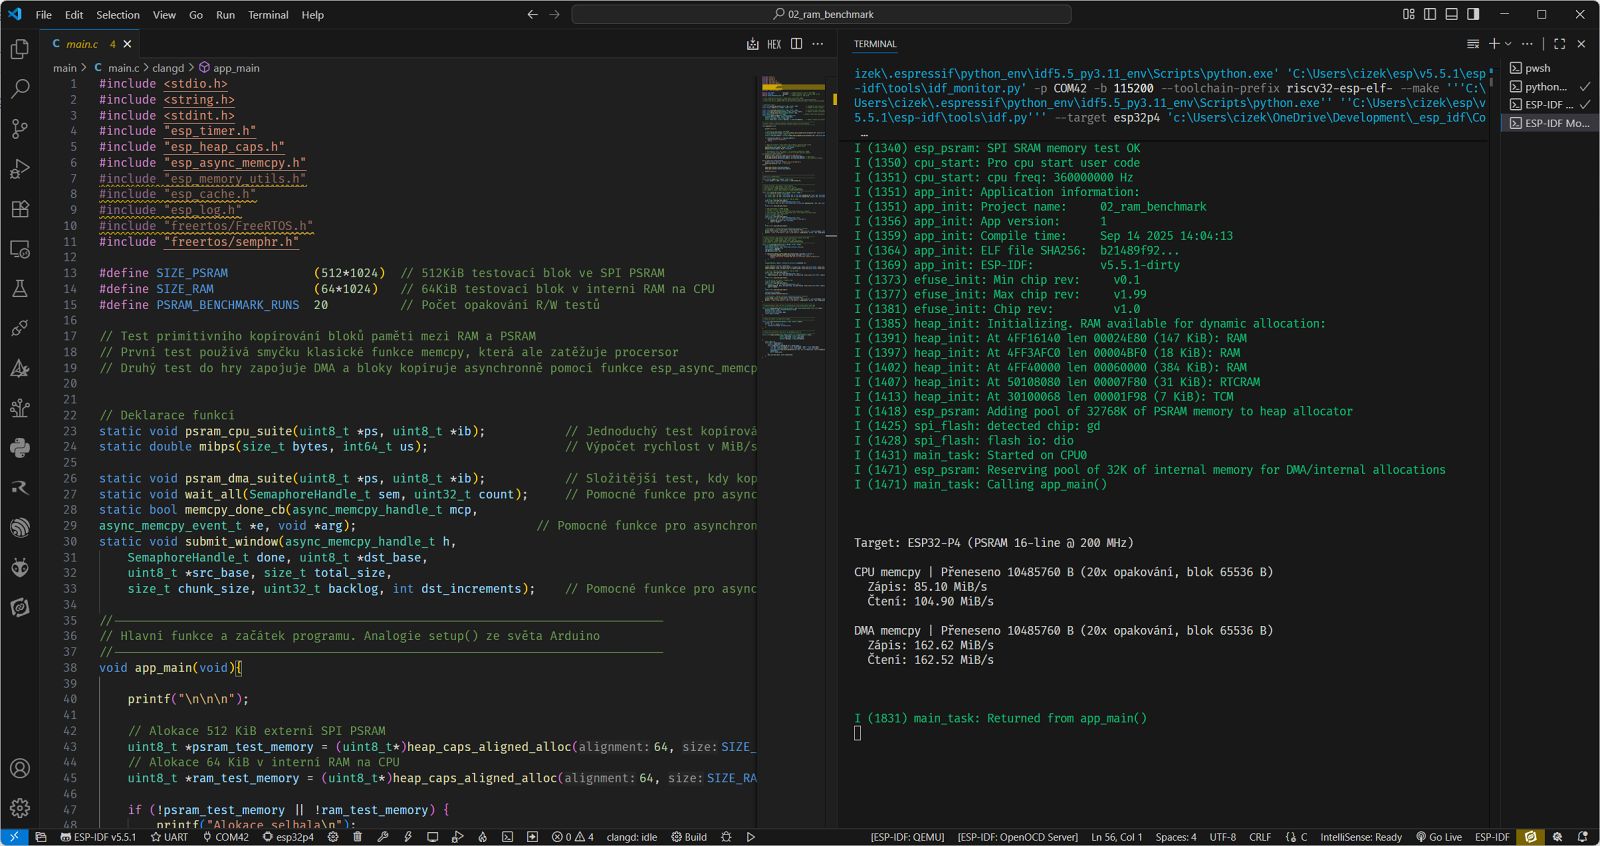 File Edit Selection View Go Run Terminal Help
02_ram_benchmark
main.c 4
HEX
main > C main.c > clangd > app_main
1 #include <stdio.h>
2 #include <string.h>
3 #include <stdint.h>
4 #include "esp_timer.h"
5 #include "esp_heap_caps.h"
6 #include "esp_async_memcpy.h"
7 #include "esp_memory_utils.h"
8 #include "esp_cache.h"
9 #include "esp_log.h"
10 #include "freertos/FreeRTOS.h"
11 #include "freertos/semphr.h"
12
13 #define SIZE_PSRAM (512*1024) // 512KiB testovací blok ve SPI PSRAM
14 #define SIZE_RAM (64*1024) // 64KiB testovací blok v interní RAM na CPU
15 #define PSRAM_BENCHMARK_RUNS 20 // Počet opakování R/W testů
16
17 // Test primitivního kopírování bloků paměti mezi RAM a PSRAM
18 // První test používá smyčku klasické funkce memcpy, která ale zatěžuje procersor
19 // Druhý test do hry zapojuje DMA a bloky kopíruje asynchronně pomocí funkce esp_async_memcp
20
21
22 // Deklarace funkcí
23 static void psram_cpu_suite(uint8_t *ps, uint8_t *ib); // Jednoduchý test kopírová
24 static double mibps(size_t bytes, int64_t us); // Výpočet rychlost v MiB/s
25
26 static void psram_dma_suite(uint8_t *ps, uint8_t *ib); // Složitější test, kdy kop
27 static void wait_all(SemaphoreHandle_t sem, uint32_t count); // Pomocné funkce pro async
28 static bool memcpy_done_cb(async_memcpy_handle_t mcp,
29 async_memcpy_event_t *e, void *arg); // Pomocné funkce pro asynchron
30 static void submit_window(async_memcpy_handle_t h,
31 SemaphoreHandle_t done, uint8_t *dst_base,
32 uint8_t *src_base, size_t total_size,
33 size_t chunk_size, uint32_t backlog, int dst_increments); // Pomocné funkce pro async
34
35 //
36 // Hlavní funkce a začátek programu. Analogie setup() ze světa Arduino
37 //
38 void app_main(void){
39
40 printf("\n\n\n");
41
42 // Alokace 512 KiB externí SPI PSRAM
43 uint8_t *psram_test_memory = (uint8_t*)heap_caps_aligned_alloc(alignment: 64, size: SIZE_
44 // Alokace 64 KiB v interní RAM na CPU
45 uint8_t *ram_test_memory = (uint8_t*)heap_caps_aligned_alloc(alignment: 64, size: SIZE_RA
46
47 if (!psram_test_memory || !ram_test_memory) {
48 printf("Alokace selhala\n");
TERMINAL
izek\.espressif\python_env\idf5.5_py3.11_env\Scripts\python.exe' 'C:\Users\cizek\esp\v5.5.1\esp
-idf\tools\idf_monitor.py' -p COM42 -b 115200 --toolchain-prefix riscv32-esp-elf- --make '''C:\
Users\cizek\.espressif\python_env\idf5.5_py3.11_env\Scripts\python.exe'' ''C:\Users\cizek\esp\v
5.5.1\esp-idf\tools\idf.py''' --target esp32p4 'c:\Users\cizek\OneDrive\Development\_esp_idf\Co
…
I (1340) esp_psram: SPI SRAM memory test OK
I (1350) cpu_start: Pro cpu start user code
I (1351) cpu_start: cpu freq: 360000000 Hz
I (1351) app_init: Application information:
I (1351) app_init: Project name: 02_ram_benchmark
I (1356) app_init: App version: 1
I (1359) app_init: Compile time: Sep 14 2025 14:04:13
I (1364) app_init: ELF file SHA256: b21489f92...
I (1369) app_init: ESP-IDF: v5.5.1-dirty
I (1373) efuse_init: Min chip rev: v0.1
I (1377) efuse_init: Max chip rev: v1.99
I (1381) efuse_init: Chip rev: v1.0
I (1385) heap_init: Initializing. RAM available for dynamic allocation:
I (1391) heap_init: At 4FF16140 len 00024E80 (147 KiB): RAM
I (1397) heap_init: At 4FF3AFC0 len 00004BF0 (18 KiB): RAM
I (1402) heap_init: At 4FF40000 len 00060000 (384 KiB): RAM
I (1407) heap_init: At 50108080 len 00007F80 (31 KiB): RTCRAM
I (1413) heap_init: At 30100068 len 00001F98 (7 KiB): TCM
I (1418) esp_psram: Adding pool of 32768K of PSRAM memory to heap allocator
I (1425) spi_flash: detected chip: gd
I (1428) spi_flash: flash io: dio
I (1431) main_task: Started on CPU0
I (1471) esp_psram: Reserving pool of 32K of internal memory for DMA/internal allocations
I (1471) main_task: Calling app_main()
Target: ESP32-P4 (PSRAM 16-line @ 200 MHz)
CPU memcpy | Přeneseno 10485760 B (20x opakování, blok 65536 B)
Zápis: 85.10 MiB/s
Čtení: 104.90 MiB/s
DMA memcpy | Přeneseno 10485760 B (20x opakování, blok 65536 B)
Zápis: 162.62 MiB/s
Čtení: 162.52 MiB/s
I (1831) main_task: Returned from app_main()
pwsh
python...
ESP-IDF ...
ESP-IDF Mo...
ESP-IDF v5.5.1 UART COM42 esp32p4 0 4 clangd: idle Build [ESP-IDF: QEMU] [ESP-IDF: OpenOCD Server] Ln 56, Col 1 Spaces: 4 UTF-8 CRLF {} C IntelliSense: Ready Go Live ESP-IDF